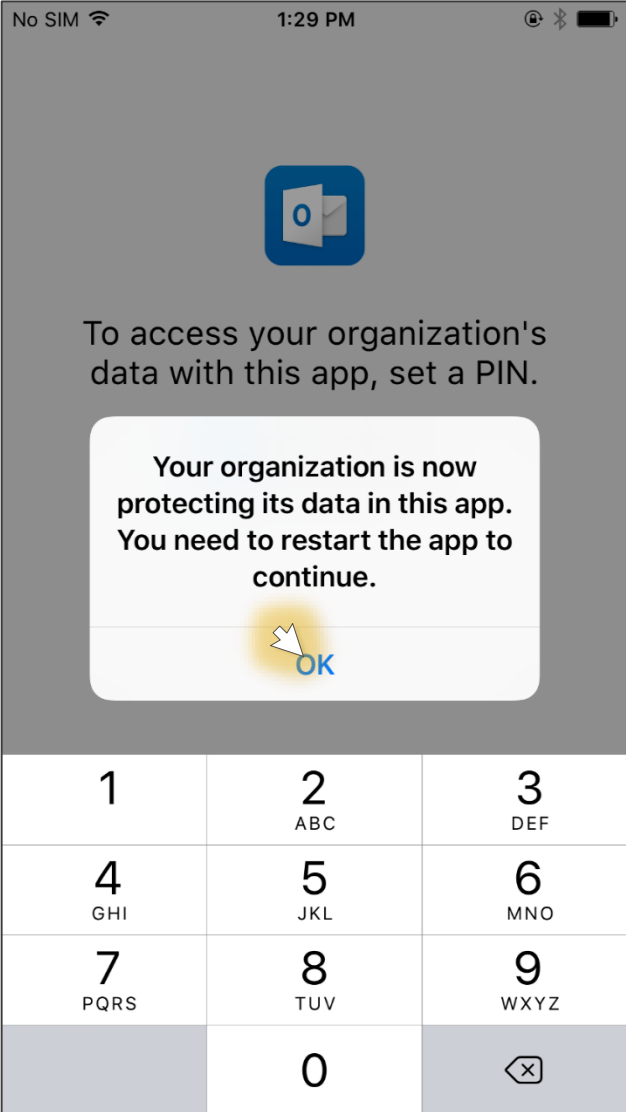 No SIM 1:29 PM
O
To access your organization's
data with this app, set a PIN.
Your organization is now
protecting its data in this app.
You need to restart the app to
continue.
OK
1 2 3
ABC DEF
4 5 6
GHI JKL MNO
7 8 9
PQRS TUV WXYZ
0